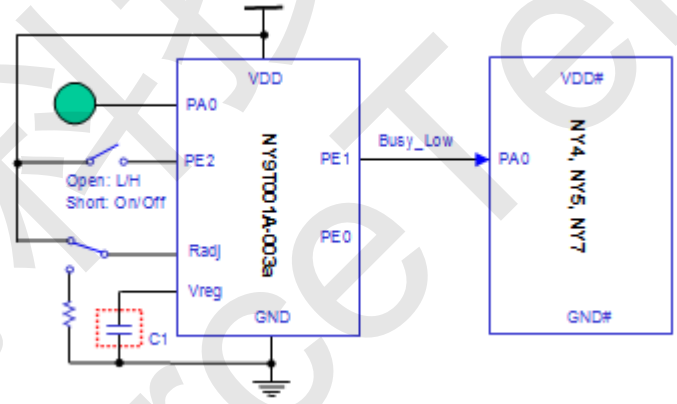 VDD
PA0
PE2
Open: L/H
Short: On/Off
Radj
Vreg
C1
GND
NY9T001A-003a
PE1
PE0
Busy_Low
VDD#
PA0
NY4, NY5, NY7
GND#